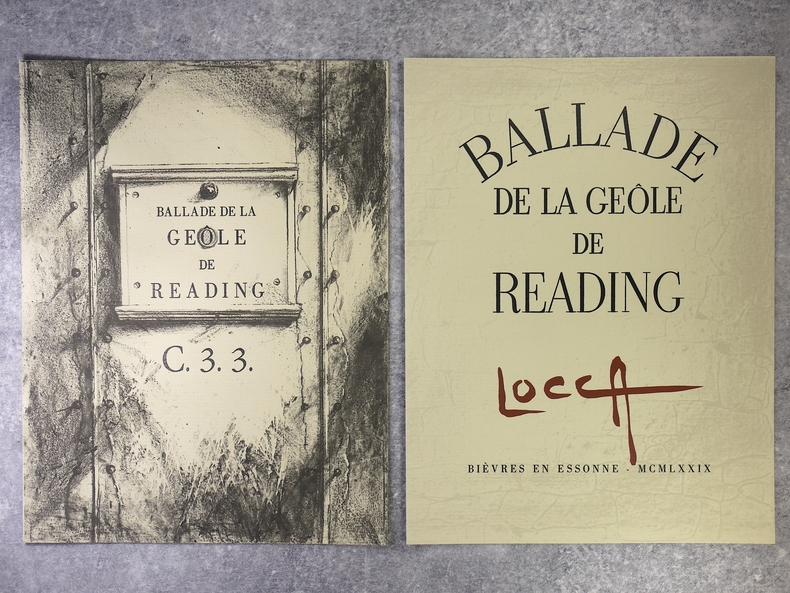 BALLADE DE LA
GEÔLE
DE
READING
C. 3. 3.
BALLADE
DE LA GEÔLE
DE
READING
LOCCA
BIÈVRES EN ESSONNE - MCMLXXIX